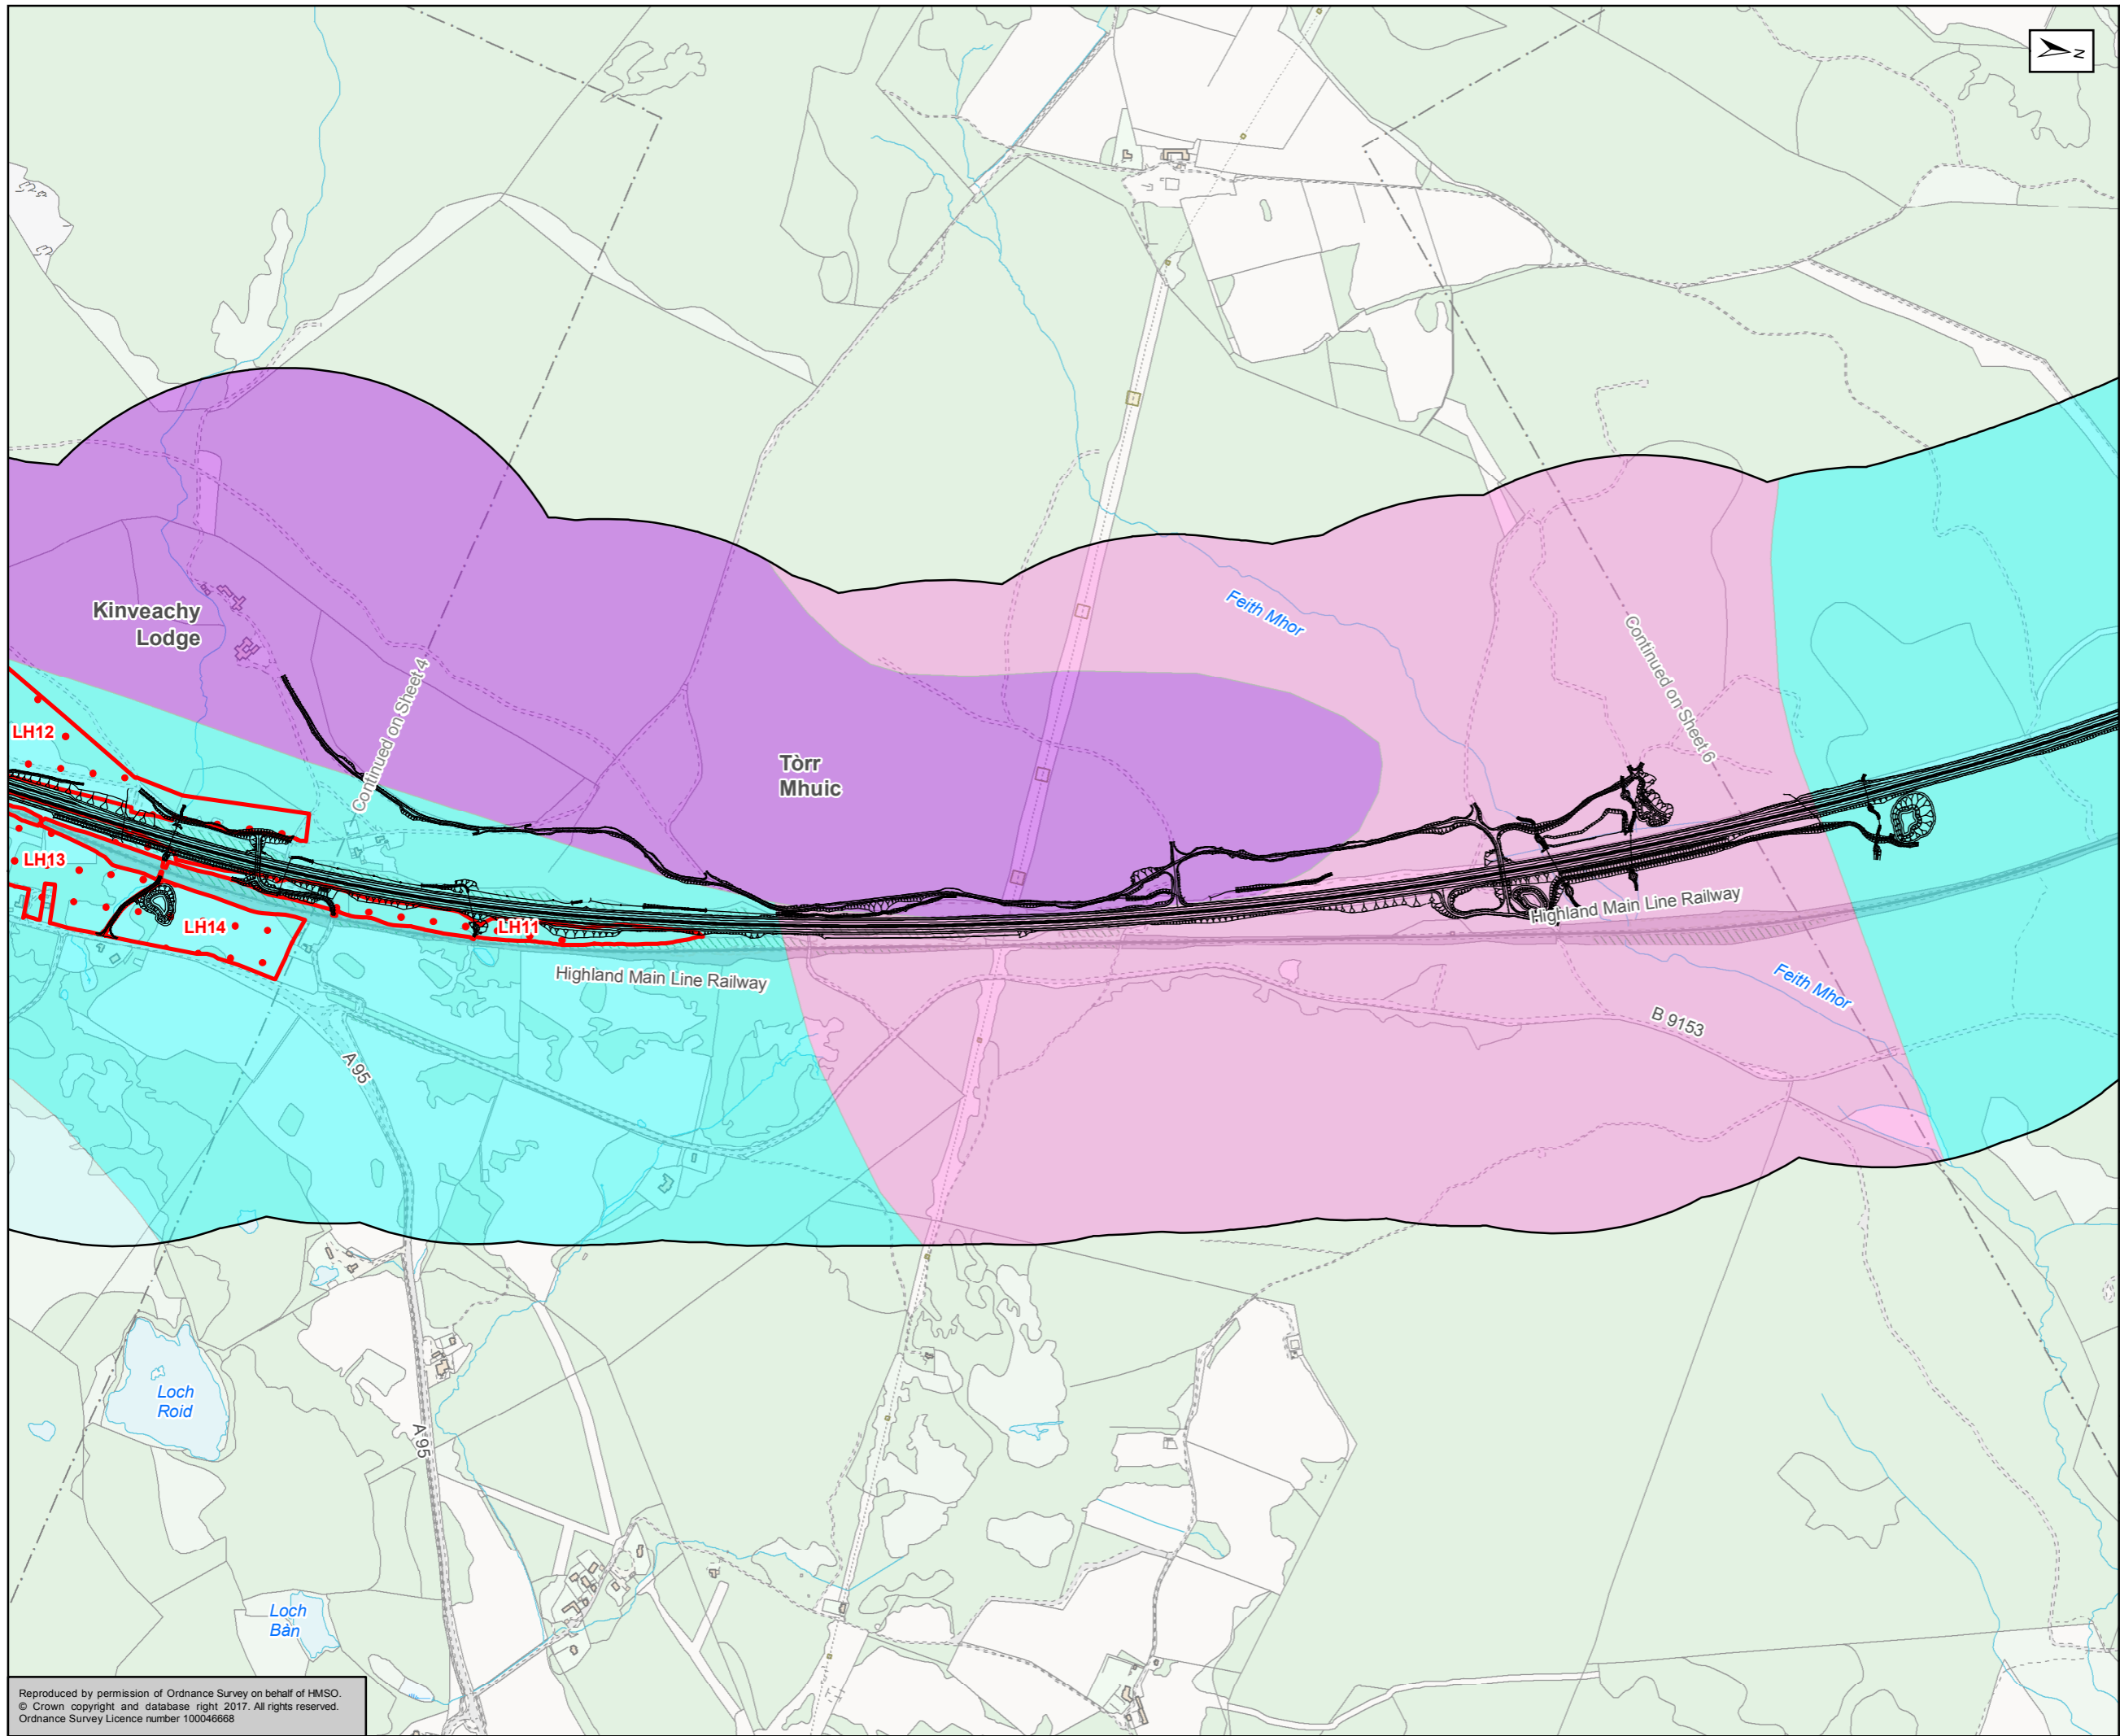 N
Feith Mhor
Kinveachy
Lodge
Continued on Sheet 4
Continued on Sheet 6
LH12
Tòrr
Mhuic
LH13
LH14
LH11
Highland Main Line Railway
Highland Main Line Railway
Feith Mhor
B 9153
A 95
Loch
Roid
A 95
Loch
Bàn
Reproduced by permission of Ordnance Survey on behalf of HMSO.
© Crown copyright and database right 2017. All rights reserved.
Ordnance Survey Licence number 100046668